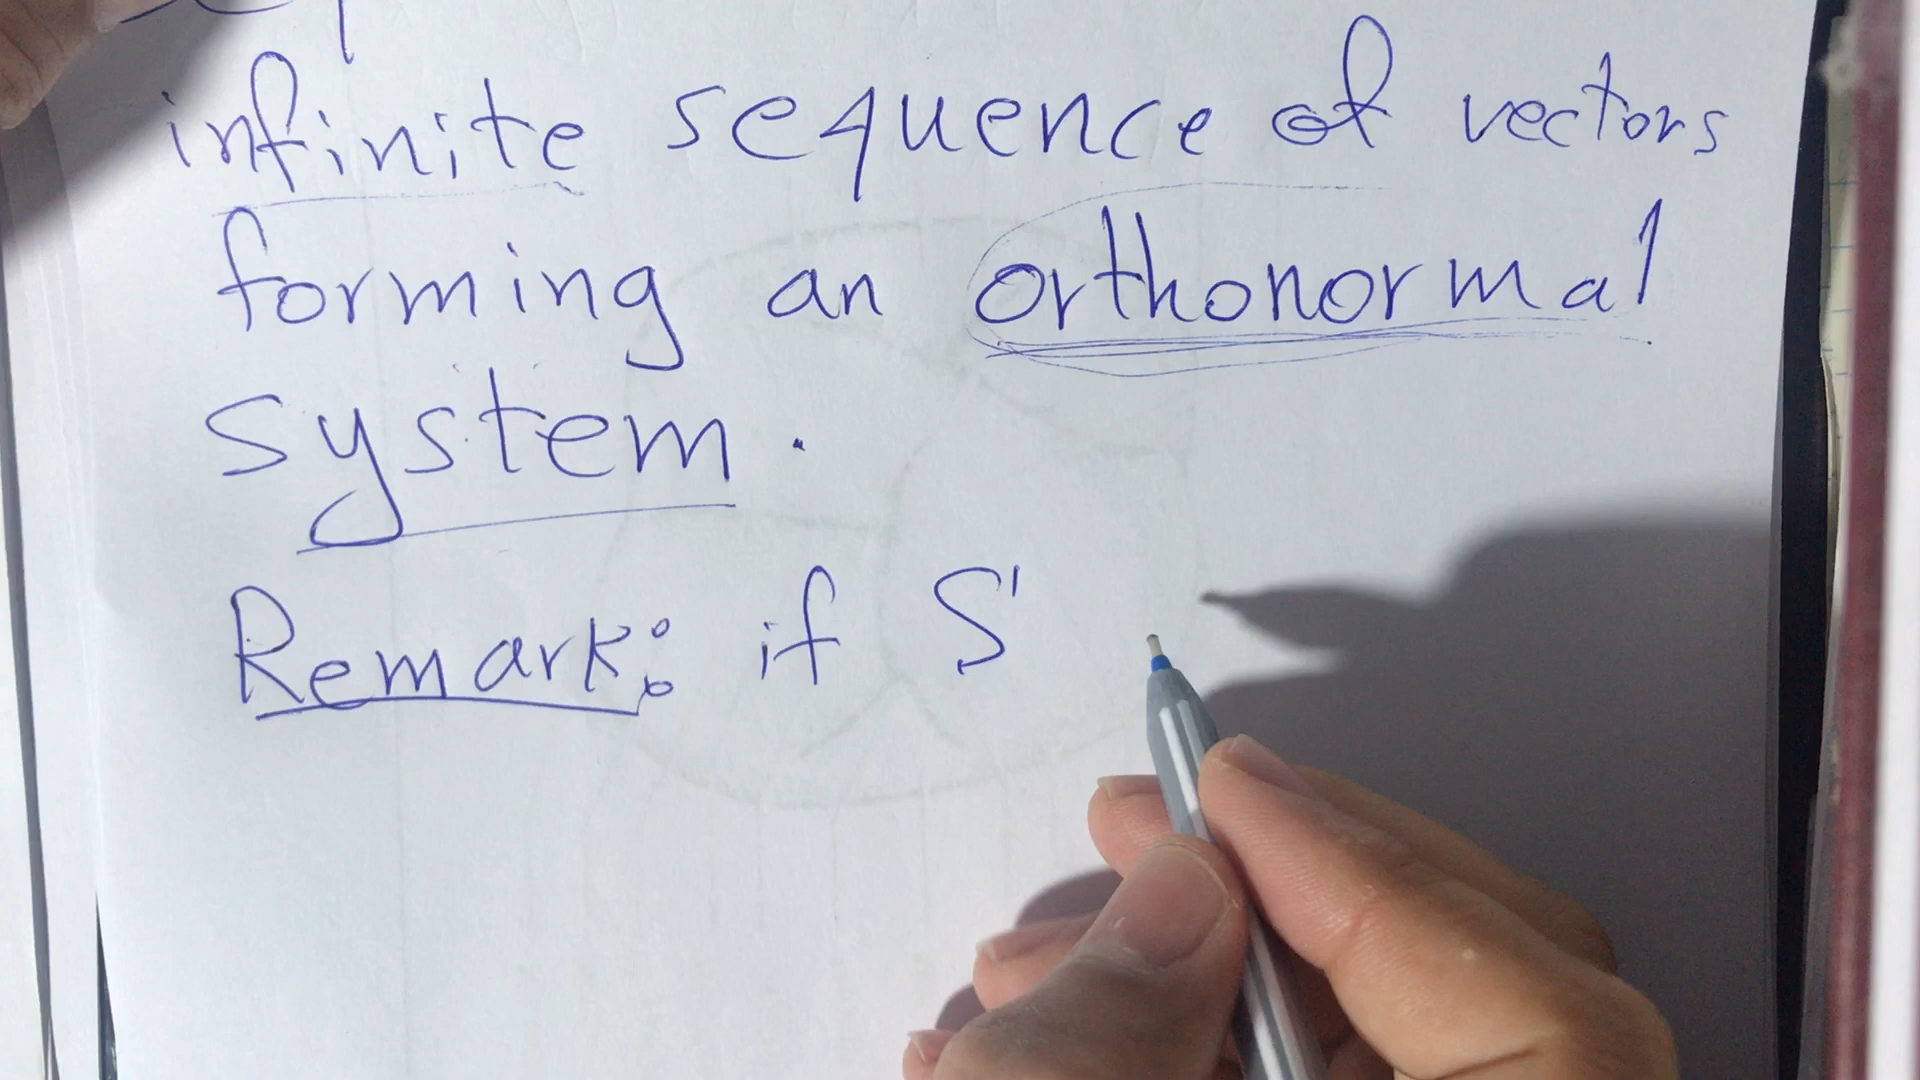 infinite sequence of vectors
forming an orthonormal
system.
Remark: if S'